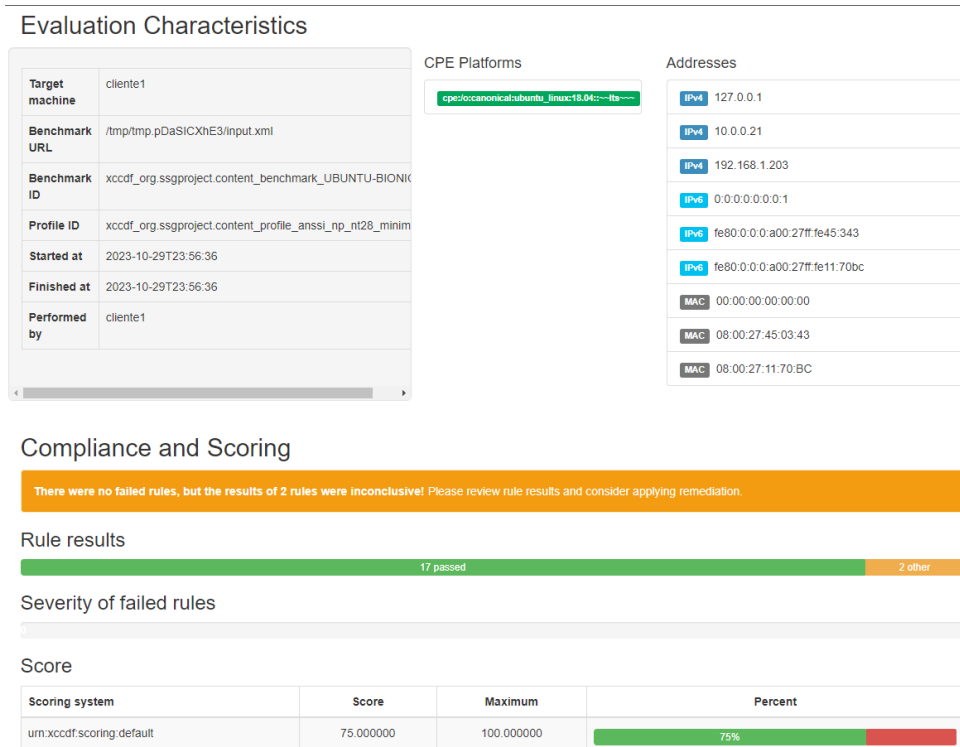 Evaluation Characteristics
Target machine cliente1
Benchmark URL /tmp/tmp.pDaSICXhE3/input.xml
Benchmark ID xccdf_org.ssgproject.content_benchmark_UBUNTU-BIONIC
Profile ID xccdf_org.ssgproject.content_profile_anssi_np_nt28_minim
Started at 2023-10-29T23:56:36
Finished at 2023-10-29T23:56:36
Performed by cliente1
CPE Platforms
cpe:/o:canonical:ubuntu_linux:18.04::~~lts~~~
Addresses
IPv4 127.0.0.1
IPv4 10.0.0.21
IPv4 192.168.1.203
IPv6 0:0:0:0:0:0:0:1
IPv6 fe80:0:0:0:a00:27ff:fe45:343
IPv6 fe80:0:0:0:a00:27ff:fe11:70bc
MAC 00:00:00:00:00:00
MAC 08:00:27:45:03:43
MAC 08:00:27:11:70:BC
Compliance and Scoring
There were no failed rules, but the results of 2 rules were inconclusive! Please review rule results and consider applying remediation.
Rule results
17 passed 2 other
Severity of failed rules
Score
Scoring system Score Maximum Percent
urn:xccdf:scoring:default 75.000000 100.000000 75%